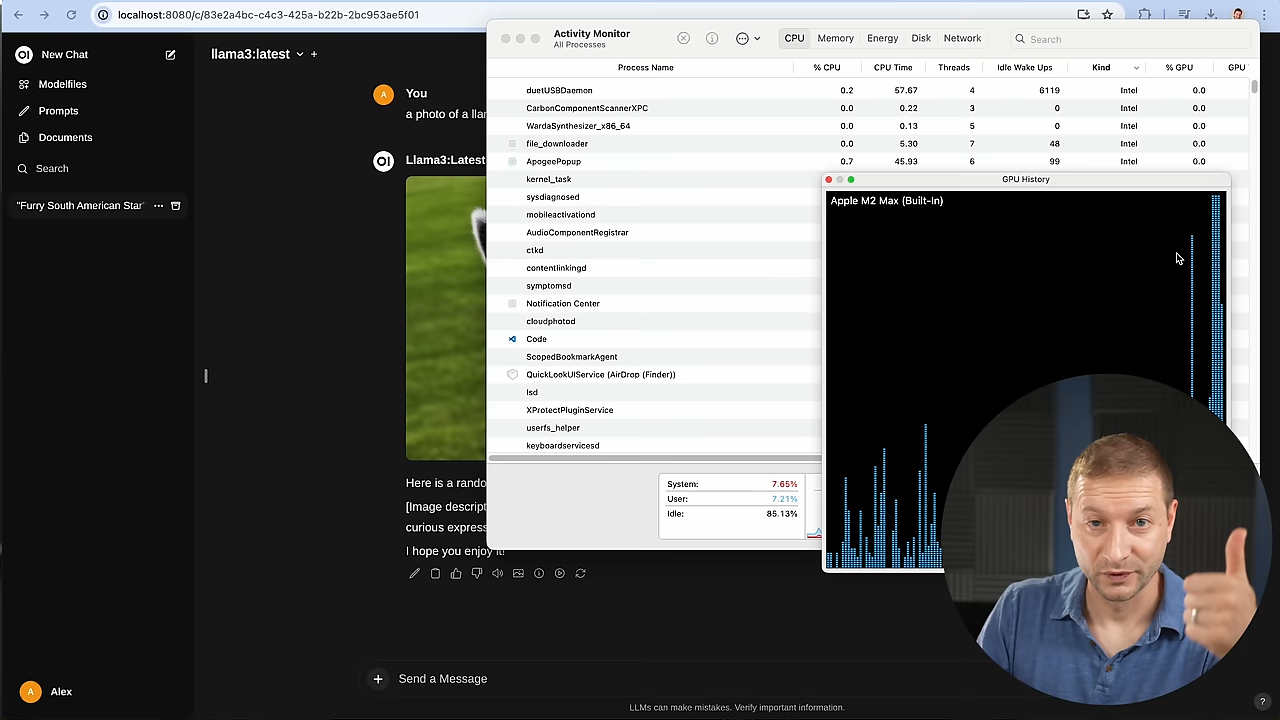 localhost:8080/c/83e2a4bc-c4c3-425a-b22b-2bc953ae5f01
OI New Chat
Modelfiles
Prompts
Documents
Search
"Furry South American Star'
A Alex
llama3:latest
A You
a photo of a llam
OI Llama3:Latest
Here is a rando
[Image descript
curious express
I hope you enjoy it!
Send a Message
LLMs can make mistakes. Verify important information.
?
Activity Monitor
All Processes
CPU Memory Energy Disk Network
Search
Process Name % CPU CPU Time Threads Idle Wake Ups Kind % GPU GPU
duetUSBDaemon 0.2 57.67 4 6119 Intel 0.0
CarbonComponentScannerXPC 0.0 0.22 3 0 Intel 0.0
WardaSynthesizer_x86_64 0.0 0.13 5 0 Intel 0.0
file_downloader 0.0 5.30 7 48 Intel 0.0
ApogeePopup 0.7 45.93 6 99 Intel 0.0
kernel_task
sysdiagnosed
mobileactivationd
AudioComponentRegistrar
ctkd
contentlinkingd
symptomsd
Notification Center
cloudphotod
Code
ScopedBookmarkAgent
QuickLookUIService (AirDrop (Finder))
lsd
XProtectPluginService
userfs_helper
keyboardservicesd
System: 7.65%
User: 7.21%
Idle: 85.13%
GPU History
Apple M2 Max (Built-In)